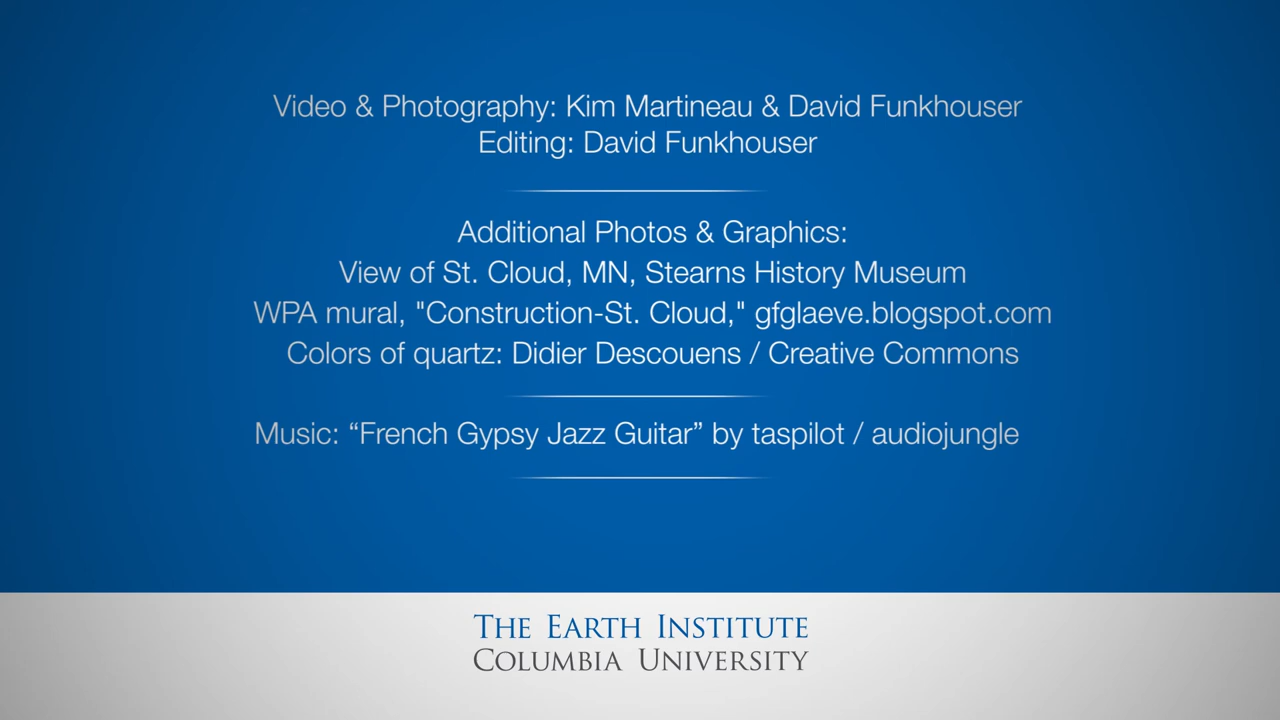 Video & Photography: Kim Martineau & David Funkhouser
Editing: David Funkhouser
Additional Photos & Graphics:
View of St. Cloud, MN, Stearns History Museum
WPA mural, "Construction-St. Cloud," gfglaeve.blogspot.com
Colors of quartz: Didier Descouens / Creative Commons
Music: “French Gypsy Jazz Guitar” by taspilot / audiojungle
THE EARTH INSTITUTE
COLUMBIA UNIVERSITY